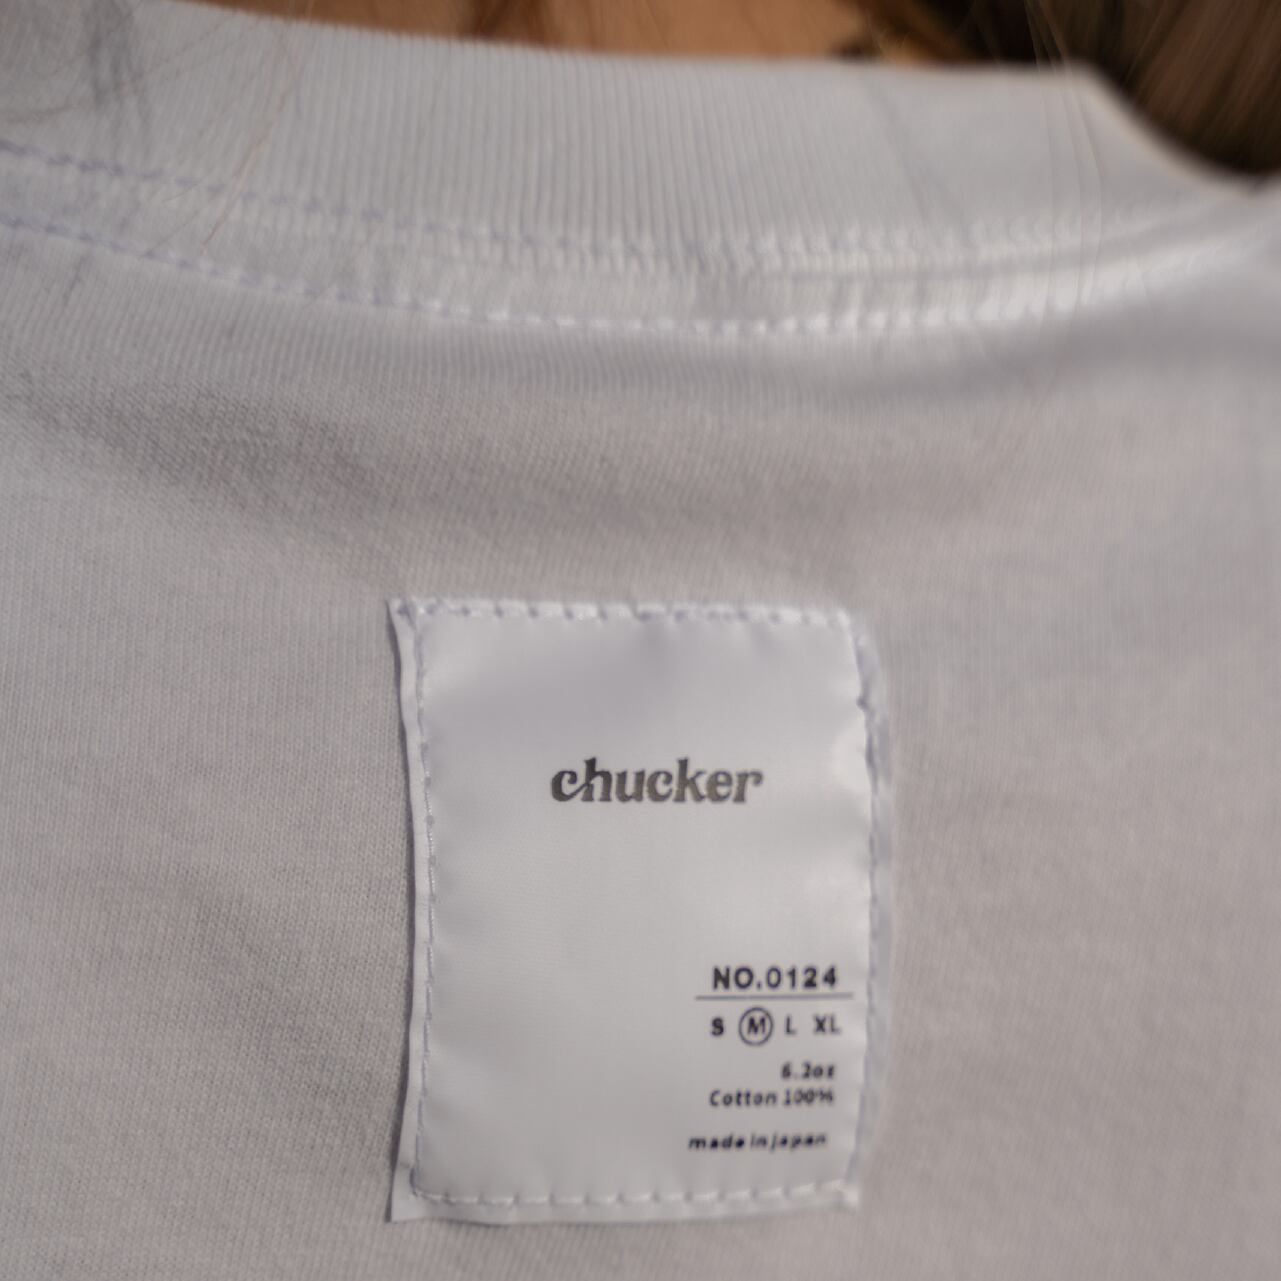 chucker
NO.0124
S M L XL
6.2oz
Cotton 100%
made in japan